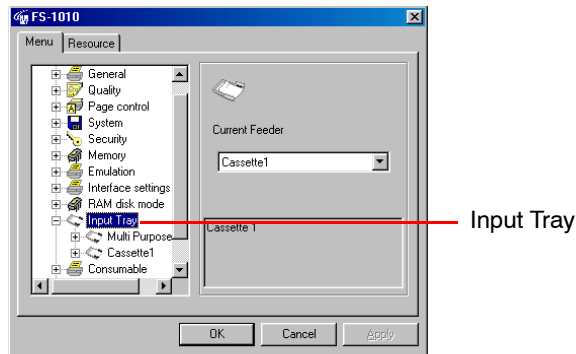 FS-1010
Menu
Resource
General
Quality
Page control
System
Security
Memory
Emulation
Interface settings
RAM disk mode
Input Tray
Multi Purpose
Cassette1
Consumable
Current Feeder
Cassette1
Cassette 1
OK
Cancel
Apply
Input Tray